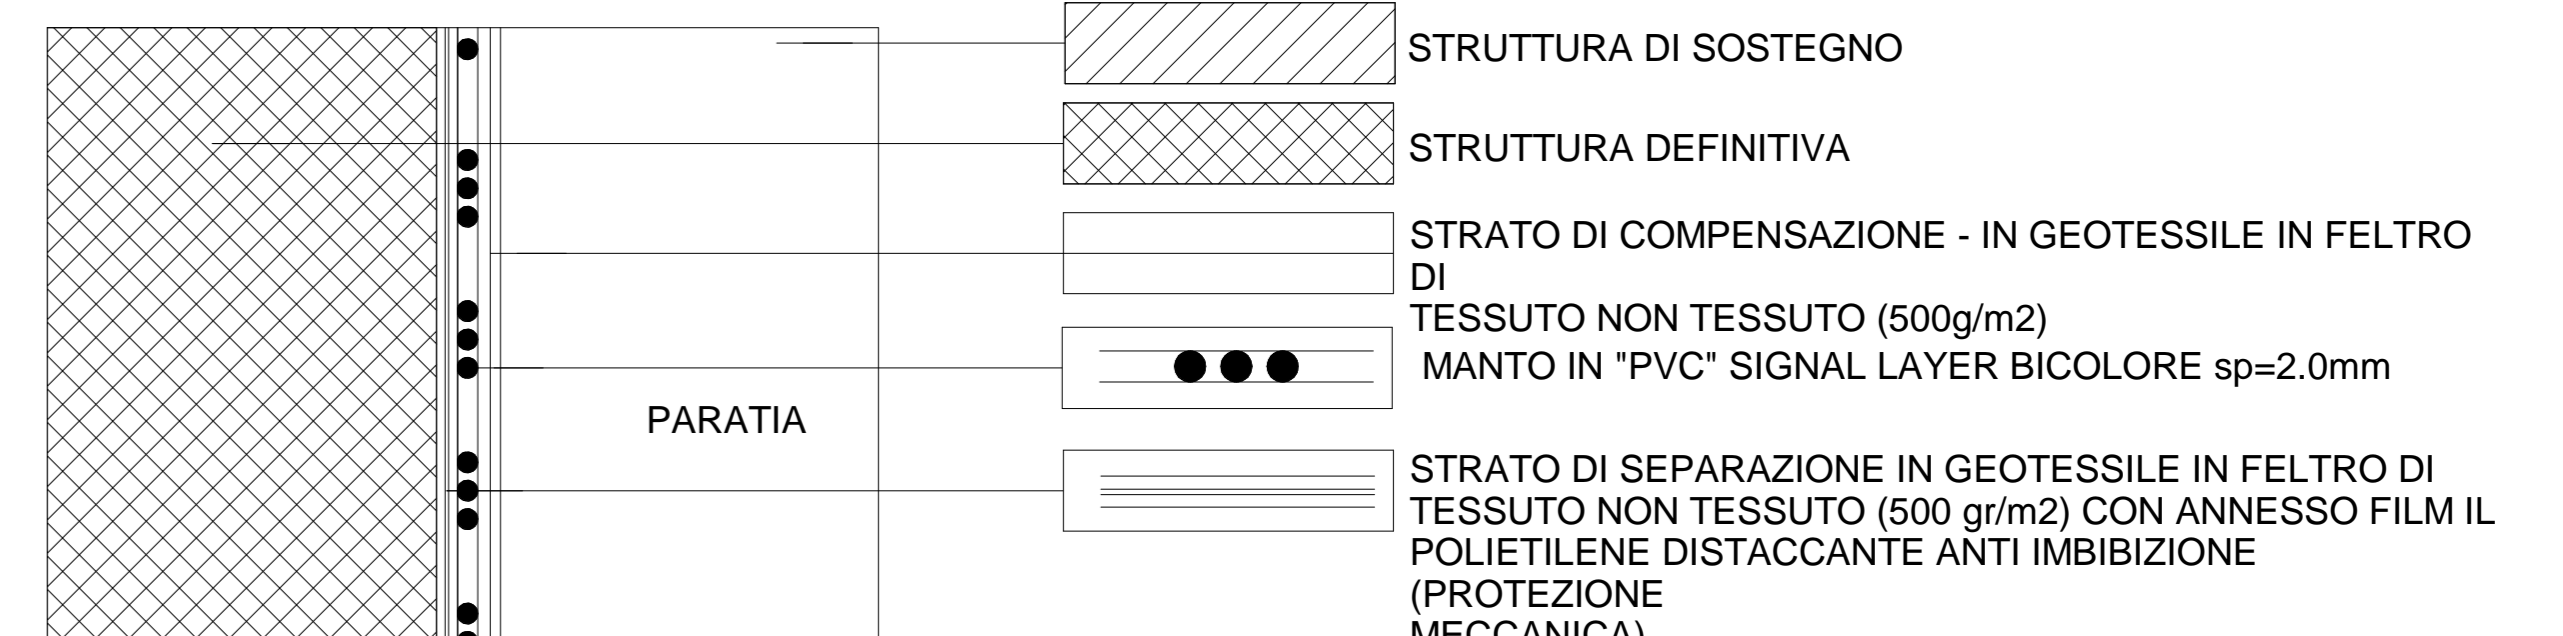 STRUTTURA DI SOSTEGNO
STRUTTURA DEFINITIVA
STRATO DI COMPENSAZIONE - IN GEOTESSILE IN FELTRO
DI
TESSUTO NON TESSUTO (500g/m2)
MANTO IN "PVC" SIGNAL LAYER BICOLORE sp=2.0mm
PARATIA
STRATO DI SEPARAZIONE IN GEOTESSILE IN FELTRO DI
TESSUTO NON TESSUTO (500 gr/m2) CON ANNESSO FILM IL
POLIETILENE DISTACCANTE ANTI IMBIBIZIONE
(PROTEZIONE
MECCANICA)